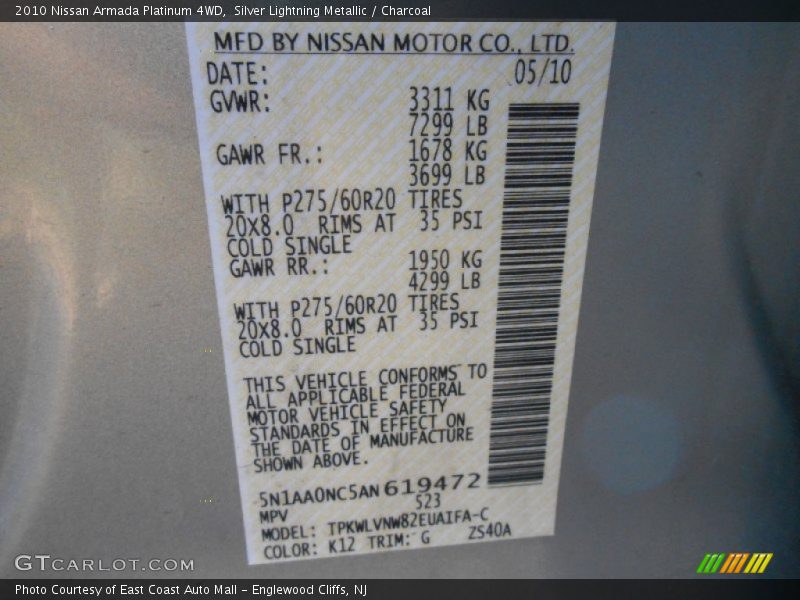 2010 Nissan Armada Platinum 4WD,  Silver Lightning Metallic / Charcoal
MFD BY NISSAN MOTOR CO., LTD.
DATE: 05/10
GVWR: 3311 KG
7299 LB
GAWR FR.: 1678 KG
3699 LB
WITH P275/60R20 TIRES
20X8.0 RIMS AT 35 PSI
COLD SINGLE
GAWR RR.: 1950 KG
4299 LB
WITH P275/60R20 TIRES
20X8.0 RIMS AT 35 PSI
COLD SINGLE
THIS VEHICLE CONFORMS TO
ALL APPLICABLE FEDERAL
MOTOR VEHICLE SAFETY
STANDARDS IN EFFECT ON
THE DATE OF MANUFACTURE
SHOWN ABOVE.
5N1AA0NC5AN619472
MPV 523
MODEL: TPKWLVNW82EUAIFA-C
COLOR: K12 TRIM: G ZS40A
GTcarlot.com
Photo Courtesy of East Coast Auto Mall - Englewood Cliffs, NJ